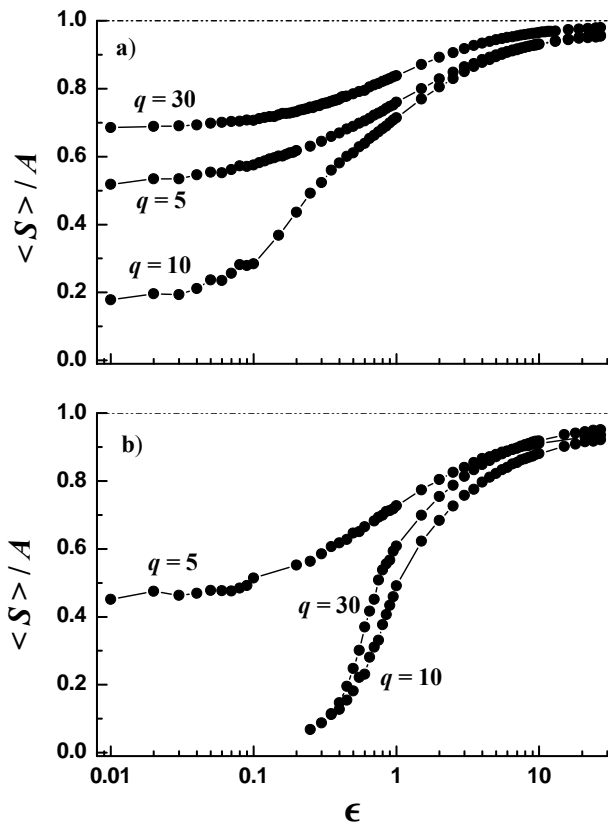 1.0
a)
0.8
q = 30
0.6
q = 5
0.4
q = 10
0.2
0.0
< S > / A
1.0
b)
0.8
0.6
q = 5
0.4
q = 30
0.2
q = 10
0.0
< S > / A
0.01 0.1 1 10
ϵ